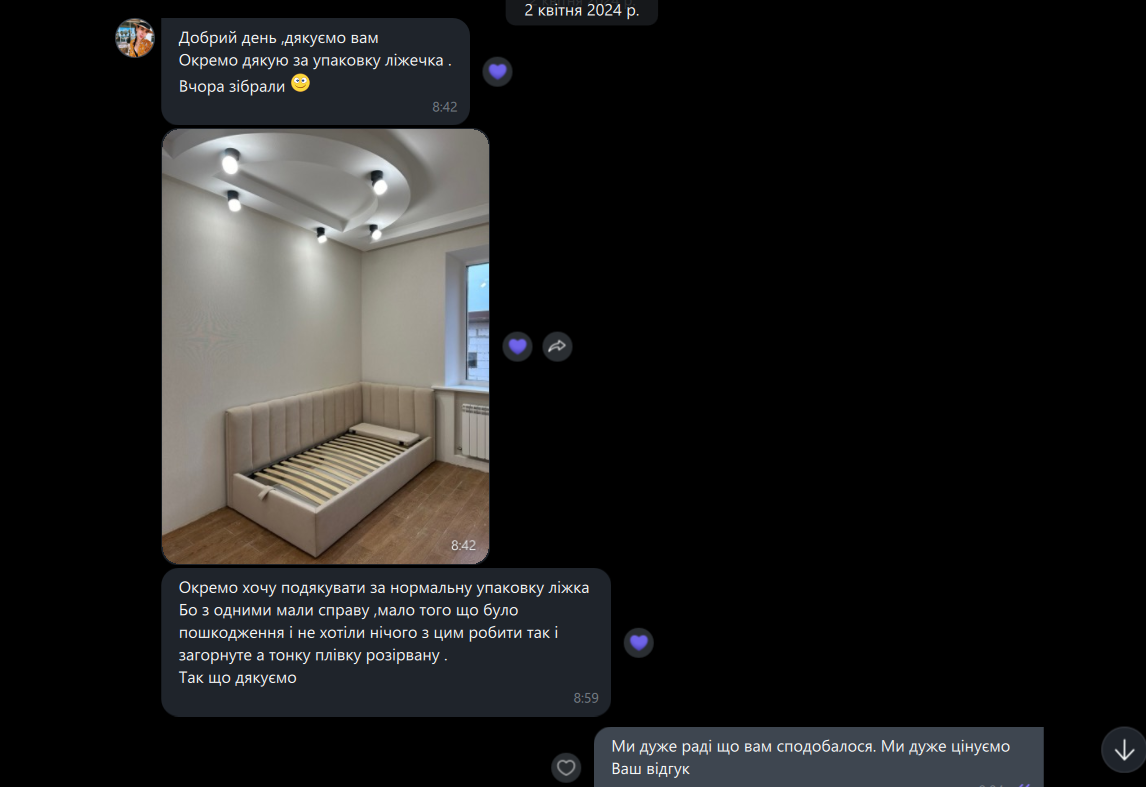 2 квітня 2024 р.
Добрий день ,дякуємо вам
Окремо дякую за упаковку ліжечка .
Вчора зібрали 🙂
8:42
8:42
Окремо хочу подякувати за нормальну упаковку ліжка
Бо з одними мали справу ,мало того що було
пошкодження і не хотіли нічого з цим робити так і
загорнуте а тонку плівку розірвану .
Так що дякуємо
8:59
Ми дуже раді що вам сподобалося. Ми дуже цінуємо
Ваш відгук